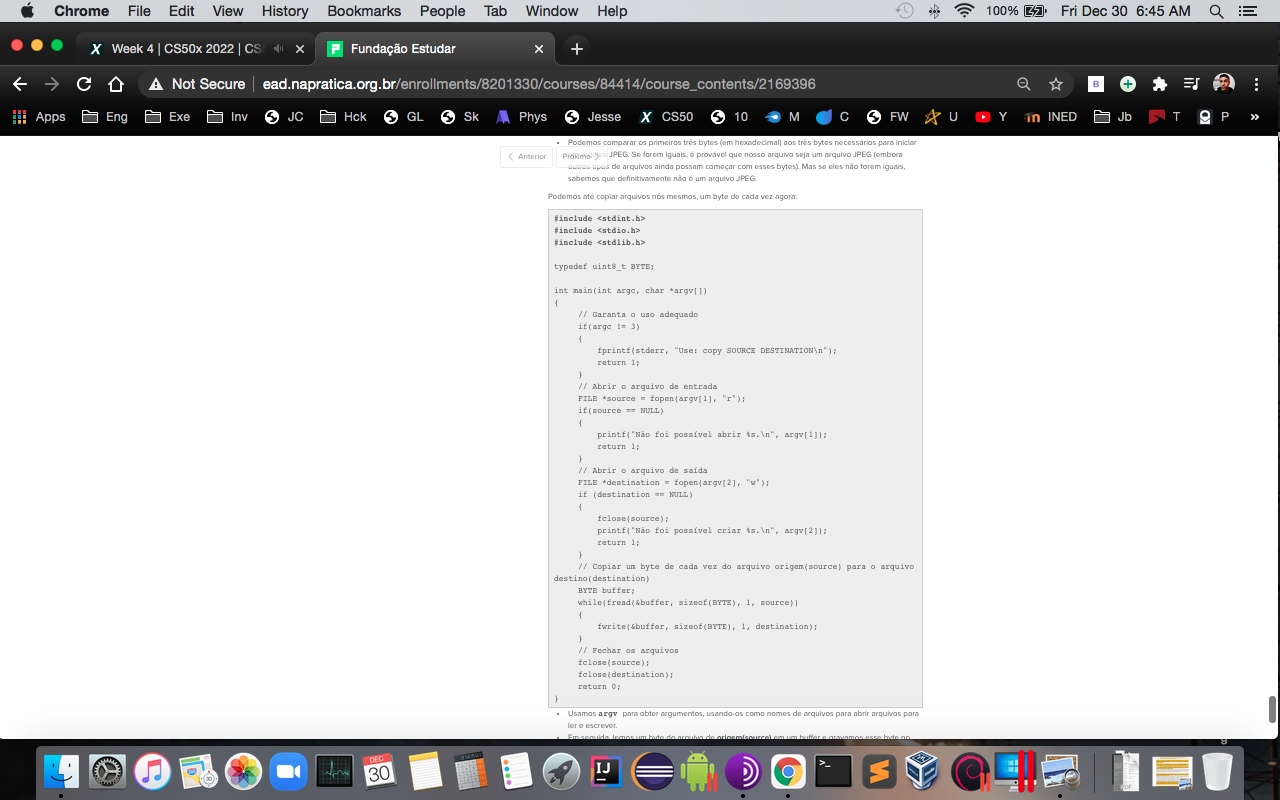 Chrome File Edit View History Bookmarks People Tab Window Help 100% Fri Dec 30 6:45 AM
Week 4 | CS50x 2022 | CS Fundação Estudar
Not Secure ead.napratica.org.br/enrollments/8201330/courses/84414/course_contents/2169396
Apps Eng Exe Inv JC Hck GL Sk Phys Jesse CS50 10 M C FW U Y INED Jb T P »
Anterior Próximo
• Podemos comparar os primeiros três bytes (em hexadecimal) aos três bytes necessários para iniciar
JPEG. Se forem iguais, é provável que nosso arquivo seja um arquivo JPEG (embora
de arquivos ainda possam começar com esses bytes). Mas se eles não forem iguais,
sabemos que definitivamente não é um arquivo JPEG.
Podemos até copiar arquivos nós mesmos, um byte de cada vez agora:
#include <stdint.h>
#include <stdio.h>
#include <stdlib.h>
typedef uint8_t BYTE;
int main(int argc, char *argv[])
{
// Garanta o uso adequado
if(argc != 3)
{
fprintf(stderr, "Use: copy SOURCE DESTINATION\n");
return 1;
}
// Abrir o arquivo de entrada
FILE *source = fopen(argv[1], "r");
if(source == NULL)
{
printf("Não foi possível abrir %s.\n", argv[1]);
return 1;
}
// Abrir o arquivo de saída
FILE *destination = fopen(argv[2], "w");
if (destination == NULL)
{
fclose(source);
printf("Não foi possível criar %s.\n", argv[2]);
return 1;
}
// Copiar um byte de cada vez do arquivo origem(source) para o arquivo
destino(destination)
BYTE buffer;
while(fread(&buffer, sizeof(BYTE), 1, source))
{
fwrite(&buffer, sizeof(BYTE), 1, destination);
}
// Fechar os arquivos
fclose(source);
fclose(destination);
return 0;
}
• Usamos argv para obter argumentos, usando-os como nomes de arquivos para abrir arquivos para
ler e escrever.
• Em seguida, lemos um byte do arquivo de origem(source) em um buffer e gravamos esse byte no
DEC
30